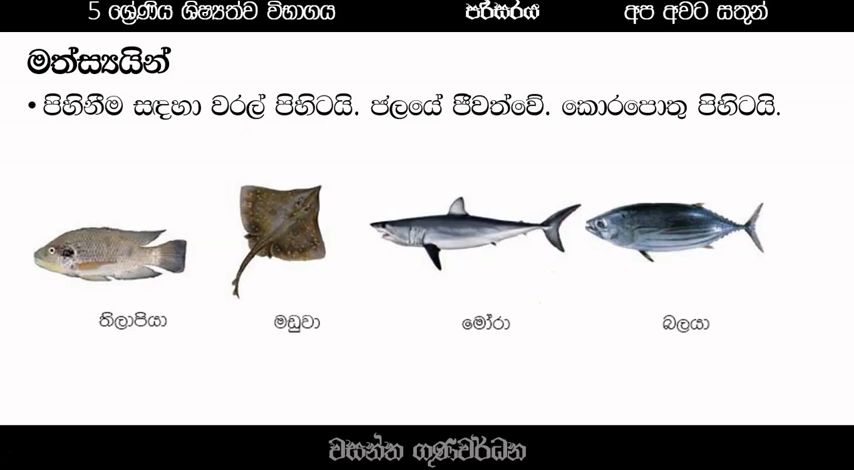 5 ශ්‍රේණිය ශිෂ්‍යත්ව විභාගය පරිසරය අප අවට සතුන්
මත්ස්‍යයින්
• පිහිනීම සඳහා වරල් පිහිටයි. ජලයේ ජීවත්වේ. කොරපොතු පිහිටයි.
තිලාපියා මඩුවා මෝරා බලයා
වසන්ත ගුණවර්ධන